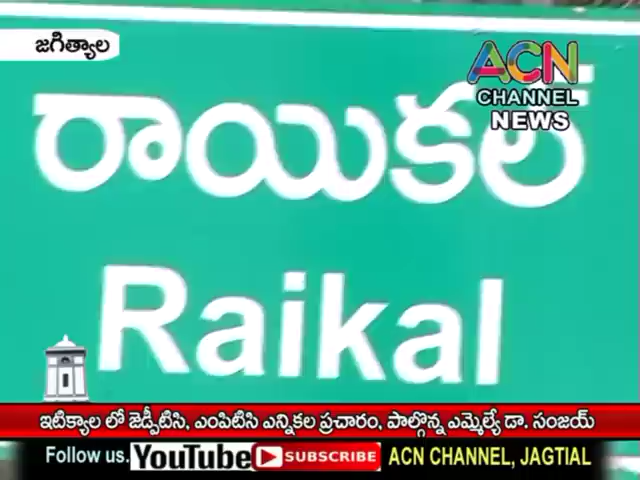 జగిత్యాల
ACN
CHANNEL
NEWS
రాయికల్
Raikal
ఇటిక్యాల లో జెడ్పీటిసి, ఎంపిటిసి ఎన్నికల ప్రచారం, పాల్గొన్న ఎమ్మెల్యే డా. సంజయ్
Follow us. YouTube SUBSCRIBE ACN CHANNEL, JAGTIAL